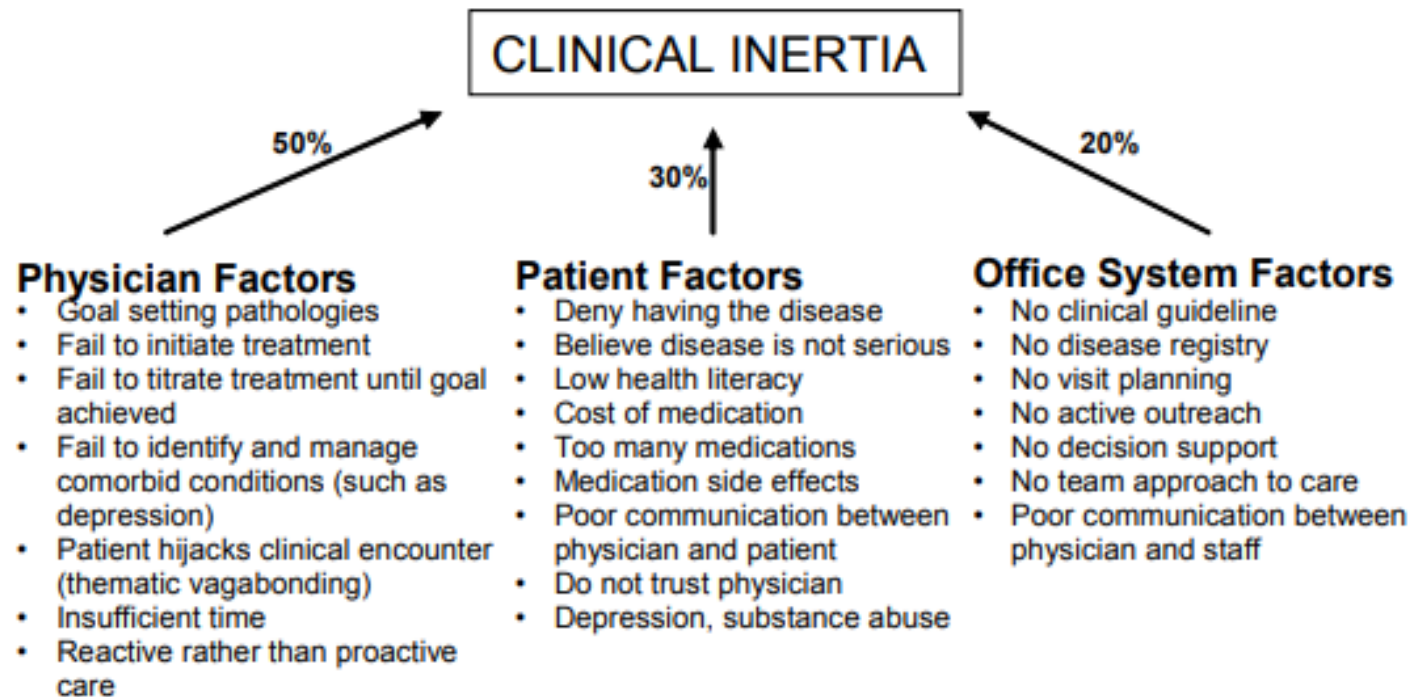 CLINICAL INERTIA
50%
30%
20%
Physician Factors
• Goal setting pathologies
• Fail to initiate treatment
• Fail to titrate treatment until goal
achieved
• Fail to identify and manage
comorbid conditions (such as
depression)
• Patient hijacks clinical encounter
(thematic vagabonding)
• Insufficient time
• Reactive rather than proactive
care
Patient Factors
• Deny having the disease
• Believe disease is not serious
• Low health literacy
• Cost of medication
• Too many medications
• Medication side effects
• Poor communication between
physician and patient
• Do not trust physician
• Depression, substance abuse
Office System Factors
• No clinical guideline
• No disease registry
• No visit planning
• No active outreach
• No decision support
• No team approach to care
• Poor communication between
physician and staff